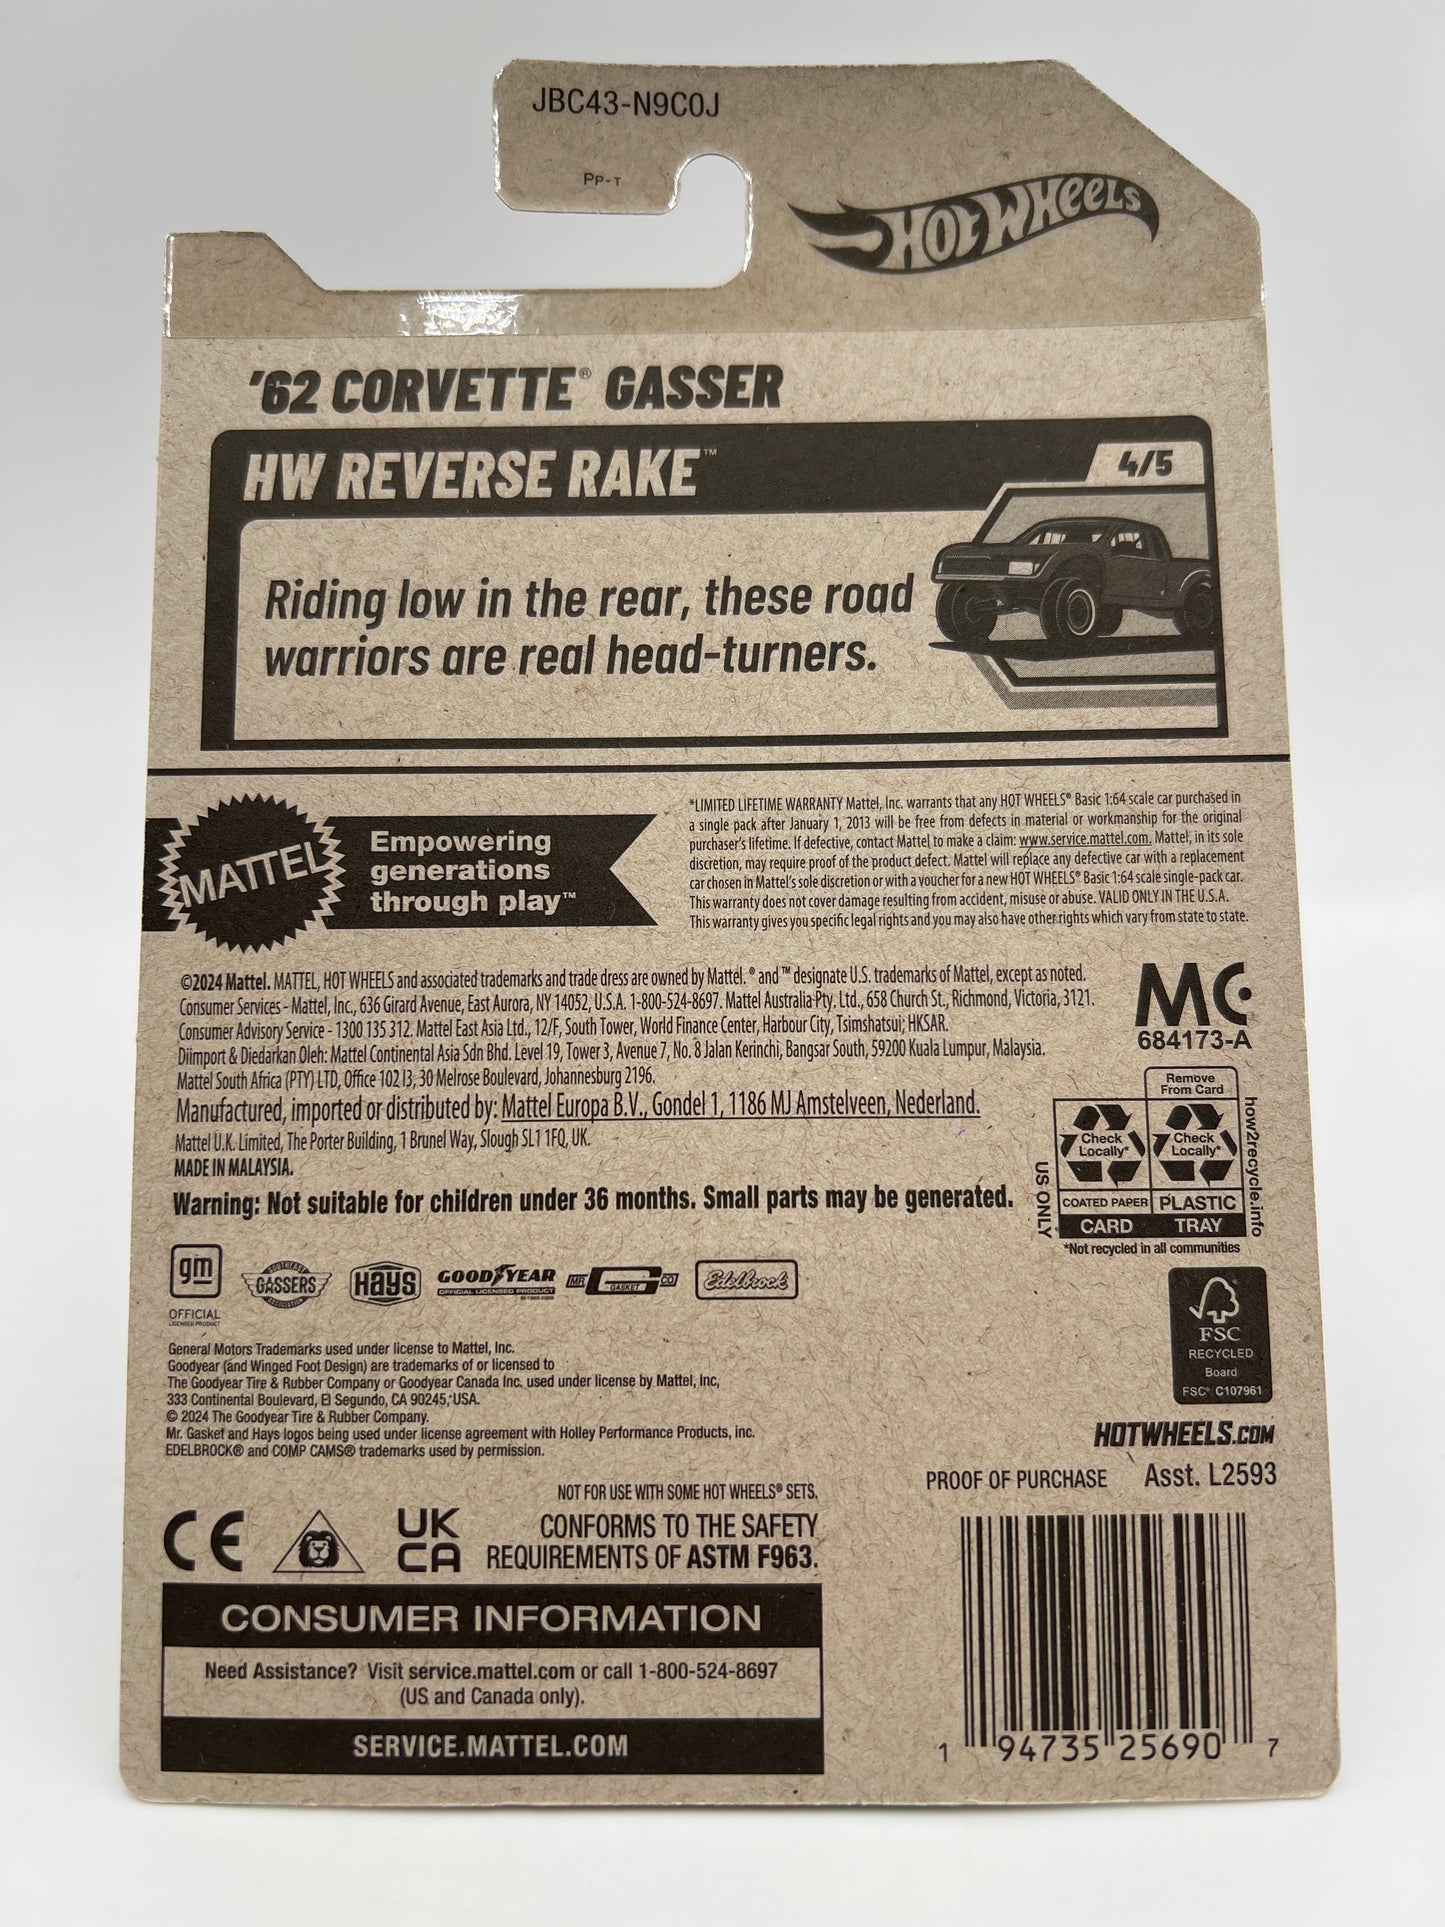 JBC43-N9C0J
PP-T
HOT WHEELS
'62 CORVETTE® GASSER
HW REVERSE RAKE™
4/5
Riding low in the rear, these road
warriors are real head-turners.
MATTEL
Empowering
generations
through play™
*LIMITED LIFETIME WARRANTY Mattel, Inc. warrants that any HOT WHEELS® Basic 1:64 scale car purchased in
a single pack after January 1, 2013 will be free from defects in material or workmanship for the original
purchaser's lifetime. If defective, contact Mattel to make a claim: www.service.mattel.com. Mattel, in its sole
discretion, may require proof of the product defect. Mattel will replace any defective car with a replacement
car chosen in Mattel's sole discretion or with a voucher for a new HOT WHEELS® Basic 1:64 scale single-pack car.
This warranty does not cover damage resulting from accident, misuse or abuse. VALID ONLY IN THE U.S.A.
This warranty gives you specific legal rights and you may also have other rights which vary from state to state.
©2024 Mattel. MATTEL, HOT WHEELS and associated trademarks and trade dress are owned by Mattel. ® and ™ designate U.S. trademarks of Mattel, except as noted.
Consumer Services - Mattel, Inc., 636 Girard Avenue, East Aurora, NY 14052, U.S.A. 1-800-524-8697. Mattel Australia Pty. Ltd., 658 Church St., Richmond, Victoria, 3121.
Consumer Advisory Service - 1300 135 312. Mattel East Asia Ltd., 12/F, South Tower, World Finance Center, Harbour City, Tsimshatsui; HKSAR.
Diimport & Diedarkan Oleh: Mattel Continental Asia Sdn Bhd. Level 19, Tower 3, Avenue 7, No. 8 Jalan Kerinchi, Bangsar South, 59200 Kuala Lumpur, Malaysia.
Mattel South Africa (PTY) LTD, Office 102 I3, 30 Melrose Boulevard, Johannesburg 2196.
Manufactured, imported or distributed by: Mattel Europa B.V., Gondel 1, 1186 MJ Amstelveen, Nederland.
Mattel U.K. Limited, The Porter Building, 1 Brunel Way, Slough SL1 1FQ, UK.
MADE IN MALAYSIA.
Warning: Not suitable for children under 36 months. Small parts may be generated.
MC
684173-A
Remove
From Card
Check
Locally*
Check
Locally*
COATED PAPER
PLASTIC
CARD
TRAY
US ONLY
how2recycle.info
*Not recycled in all communities
gm
OFFICIAL
LICENSED PRODUCT
SOUTHEAST
GASSERS
ASSOCIATION
Hays
GOODYEAR
OFFICIAL LICENSED PRODUCT
MR. GASKET CO
Edelbrock
FSC
RECYCLED
Board
FSC® C107961
General Motors Trademarks used under license to Mattel, Inc.
Goodyear (and Winged Foot Design) are trademarks of or licensed to
The Goodyear Tire & Rubber Company or Goodyear Canada Inc. used under license by Mattel, Inc,
333 Continental Boulevard, El Segundo, CA 90245, USA.
© 2024 The Goodyear Tire & Rubber Company.
Mr. Gasket and Hays logos being used under license agreement with Holley Performance Products, inc.
EDELBROCK® and COMP CAMS® trademarks used by permission.
HOTWHEELS.COM
PROOF OF PURCHASE
Asst. L2593
NOT FOR USE WITH SOME HOT WHEELS® SETS.
CE
UK
CA
CONFORMS TO THE SAFETY
REQUIREMENTS OF ASTM F963.
CONSUMER INFORMATION
Need Assistance? Visit service.mattel.com or call 1-800-524-8697
(US and Canada only).
SERVICE.MATTEL.COM
1 94735 25690 7